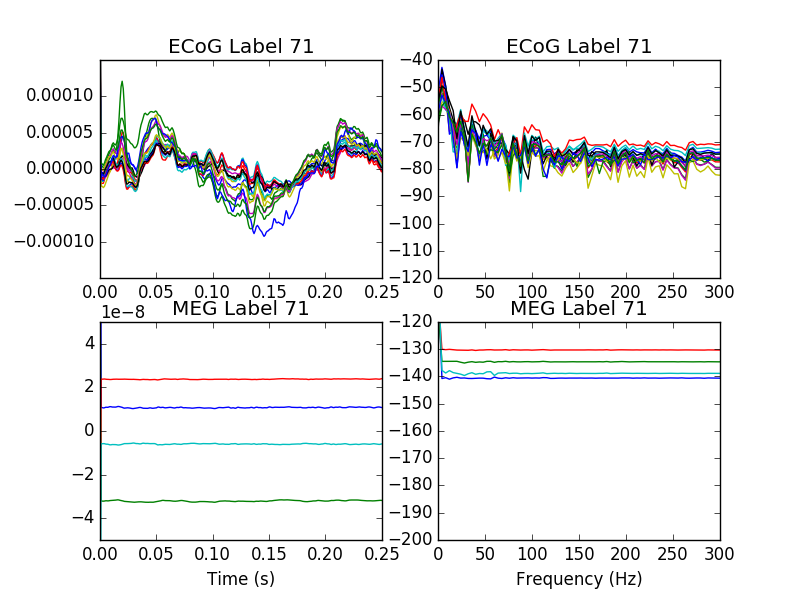 ECoG Label 71
0.00010
0.00005
0.00000
−0.00005
−0.00010
0.00 0.05 0.10 0.15 0.20 0.25
ECoG Label 71
−40
−50
−60
−70
−80
−90
−100
−110
−120
0 50 100 150 200 250 300
MEG Label 71
1e−8
4
2
0
−2
−4
0.00 0.05 0.10 0.15 0.20 0.25
Time (s)
MEG Label 71
−120
−130
−140
−150
−160
−170
−180
−190
−200
0 50 100 150 200 250 300
Frequency (Hz)